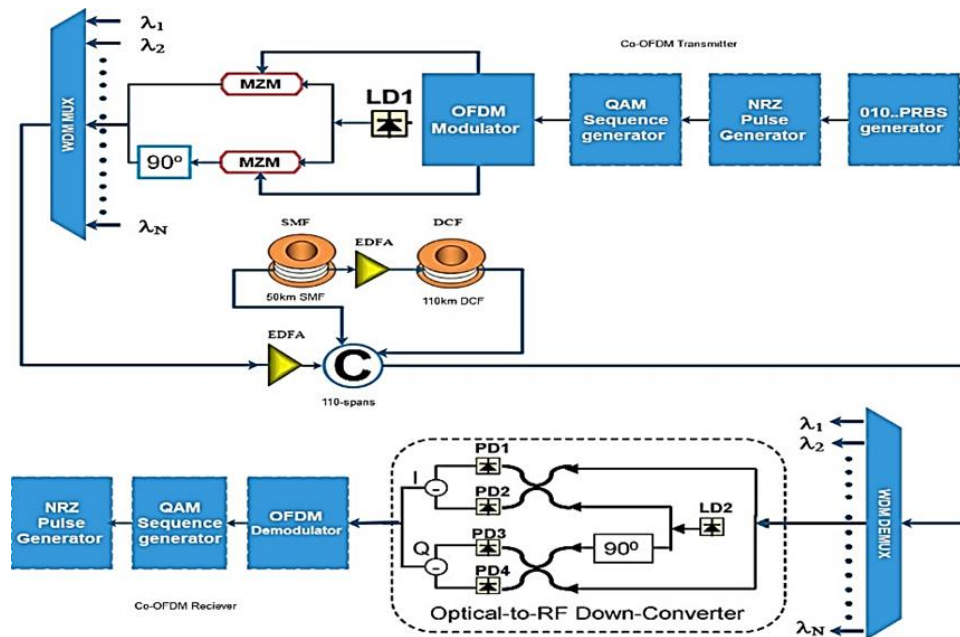 λ1
λ2
λN
WDM MUX
90º
MZM
MZM
LD1
Co-OFDM Transmitter
OFDM
Modulator
QAM
Sequence
generator
NRZ
Pulse
Generator
010..PRBS
generator
SMF
50km SMF
EDFA
DCF
110km DCF
EDFA
C
110-spans
NRZ
Pulse
Generator
QAM
Sequence
generator
OFDM
Demodulator
Co-OFDM Reciever
I
Q
PD1
PD2
PD3
PD4
90º
LD2
Optical-to-RF Down-Converter
WDM DEMUX
λ1
λ2
λN